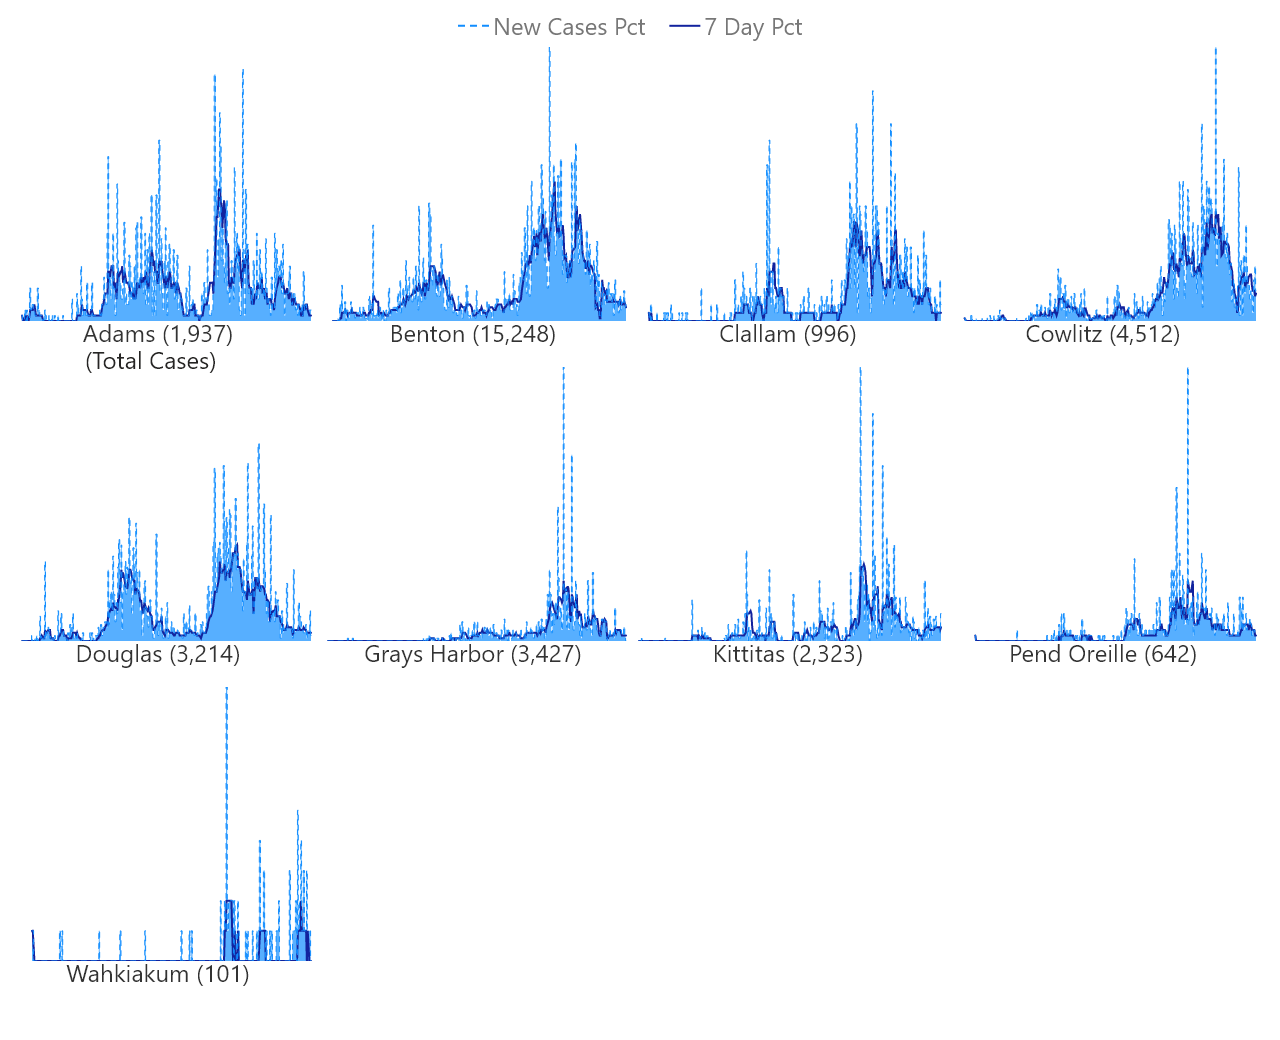 New Cases Pct 7 Day Pct
Adams (1,937) Benton (15,248) Clallam (996) Cowlitz (4,512)
(Total Cases)
Douglas (3,214) Grays Harbor (3,427) Kittitas (2,323) Pend Oreille (642)
Wahkiakum (101)